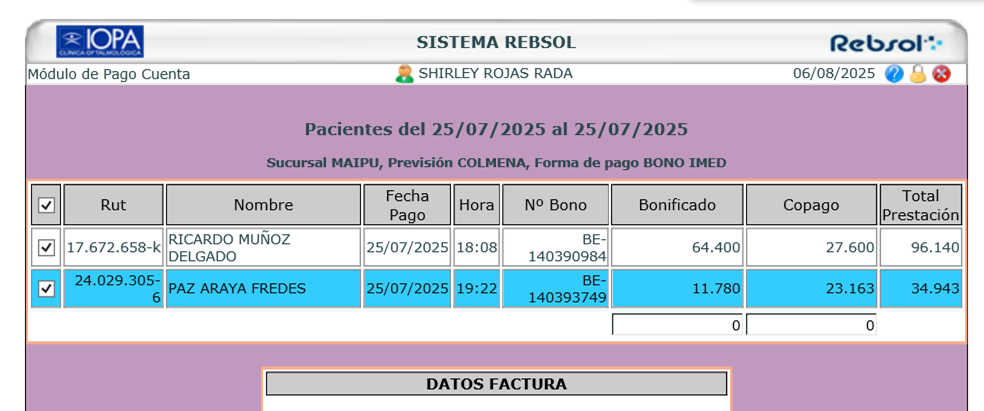 IOPA
CLÍNICA OFTALMOLÓGICA
SISTEMA REBSOL
Rebsol
Módulo de Pago Cuenta
SHIRLEY ROJAS RADA
06/08/2025
Pacientes del 25/07/2025 al 25/07/2025
Sucursal MAIPU, Previsión COLMENA, Forma de pago BONO IMED
Rut Nombre Fecha Pago Hora Nº Bono Bonificado Copago Total Prestación
17.672.658-k RICARDO MUÑOZ DELGADO 25/07/2025 18:08 BE-140390984 64.400 27.600 96.140
24.029.305-6 PAZ ARAYA FREDES 25/07/2025 19:22 BE-140393749 11.780 23.163 34.943
0 0
DATOS FACTURA